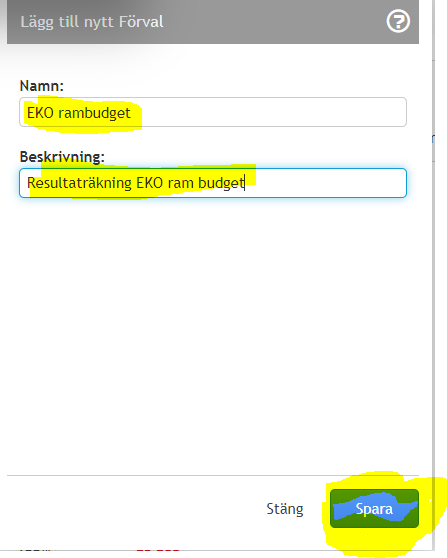 Lägg till nytt Förval
Namn:
EKO rambudget
Beskrivning:
Resultaträkning EKO ram budget
Stäng
Spara